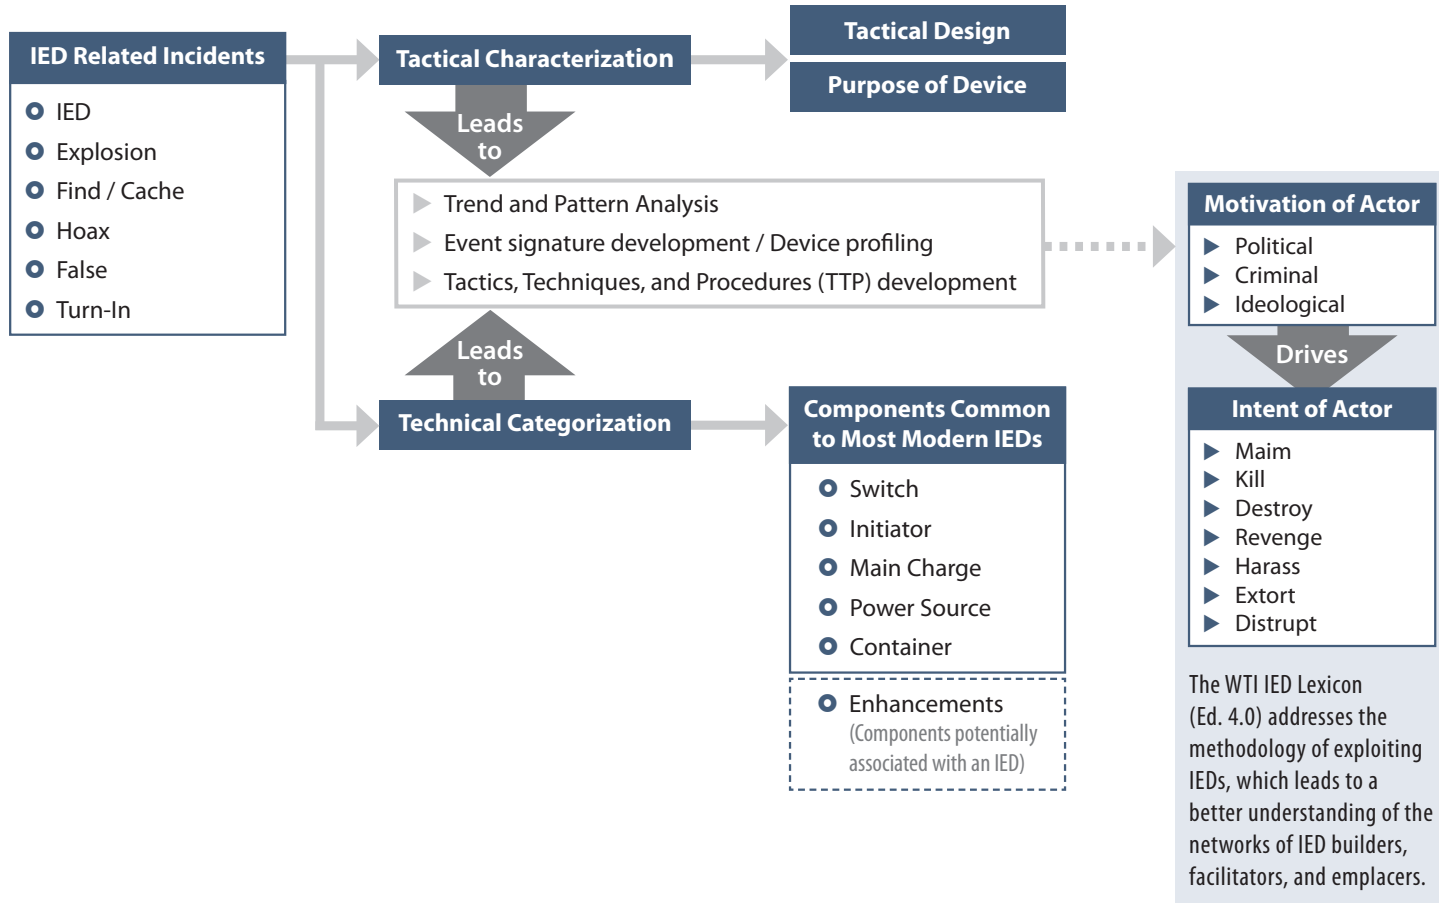 IED Related Incidents
IED
Explosion
Find / Cache
Hoax
False
Turn-In
Tactical Characterization
Tactical Design
Purpose of Device
Leads
to
Trend and Pattern Analysis
Event signature development / Device profiling
Tactics, Techniques, and Procedures (TTP) development
Leads
to
Technical Categorization
Components Common
to Most Modern IEDs
Switch
Initiator
Main Charge
Power Source
Container
Enhancements
(Components potentially
associated with an IED)
Motivation of Actor
Political
Criminal
Ideological
Drives
Intent of Actor
Maim
Kill
Destroy
Revenge
Harass
Extort
Distrupt
The WTI IED Lexicon
(Ed. 4.0) addresses the
methodology of exploiting
IEDs, which leads to a
better understanding of the
networks of IED builders,
facilitators, and emplacers.